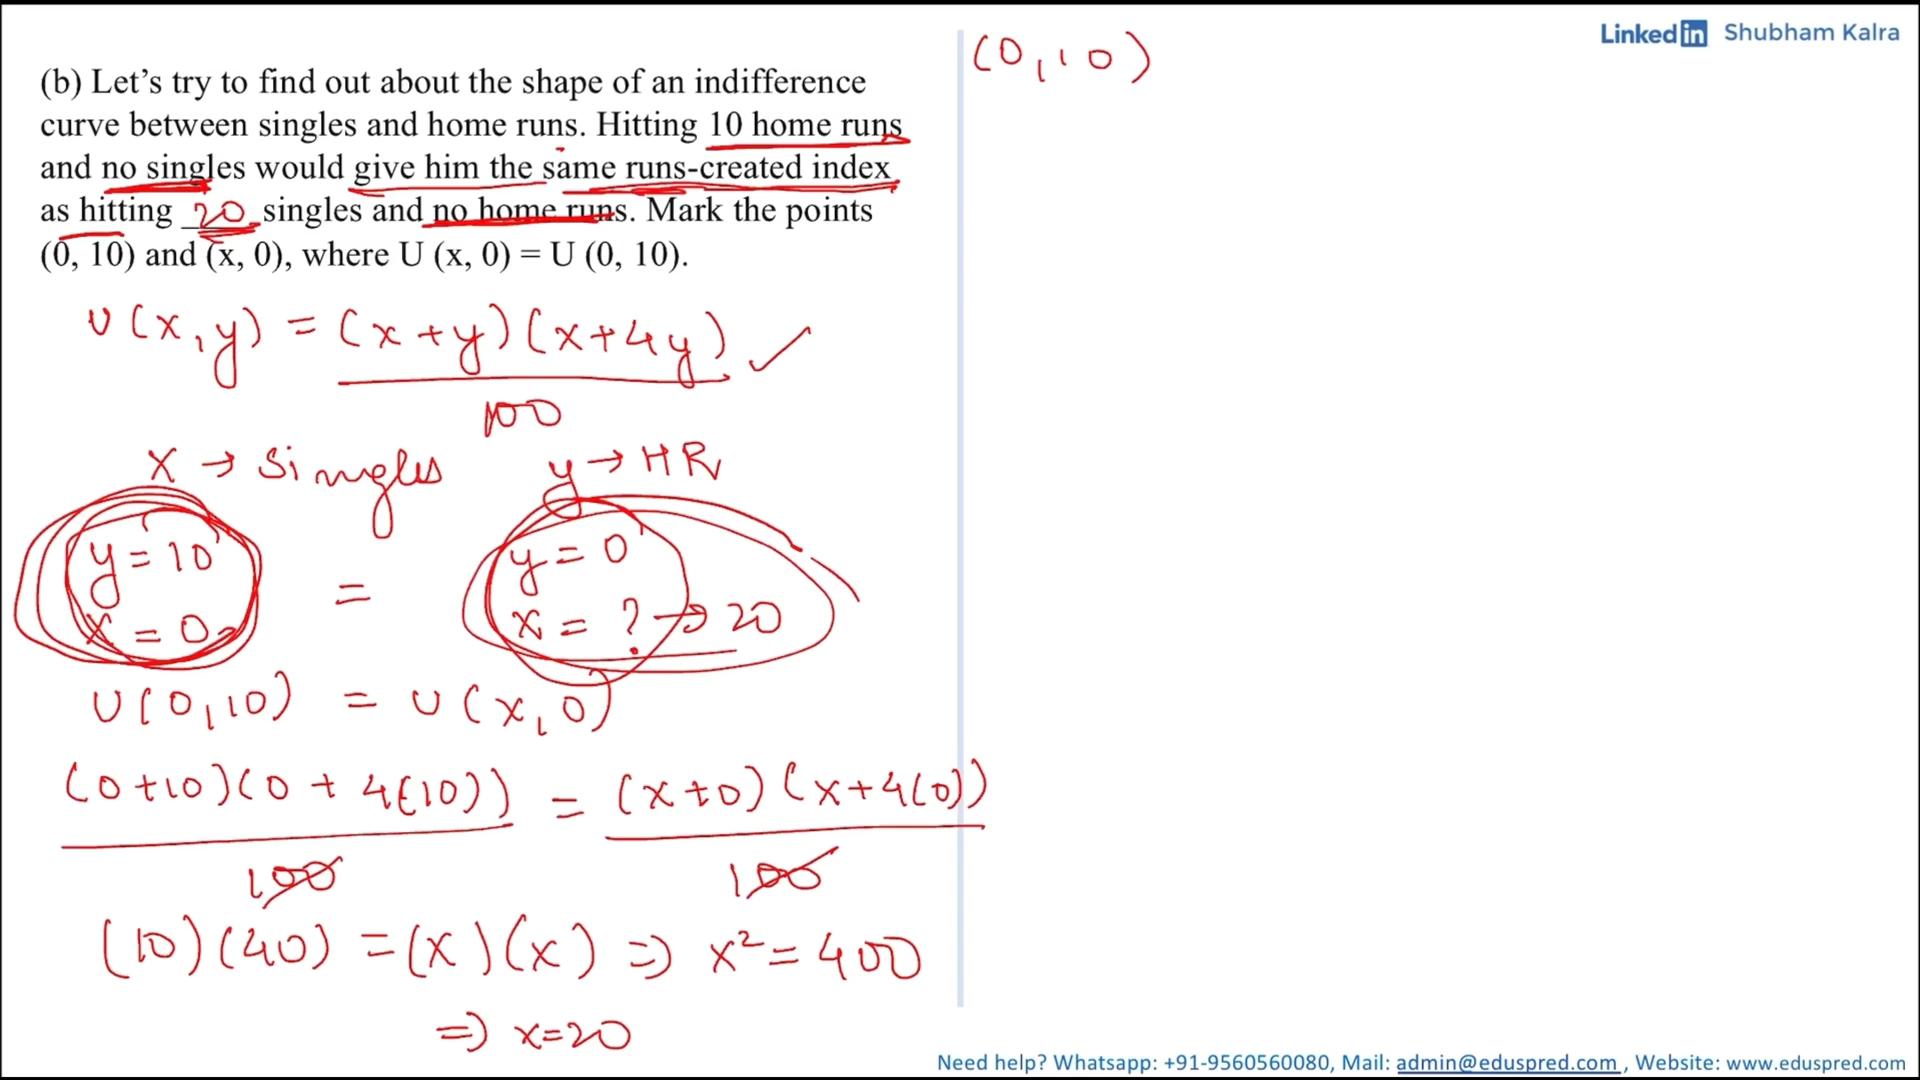 (b) Let’s try to find out about the shape of an indifference
curve between singles and home runs. Hitting 10 home runs
and no singles would give him the same runs-created index
as hitting 20 singles and no home runs. Mark the points
(0, 10) and (x, 0), where U (x, 0) = U (0, 10).
U(x,y) = (x+y)(x+4y) ✓
100
x → Singles y → HR
y = 10 y = 0
=
x = 0 x = ? → 20
U(0,10) = U(x,0)
(0+10)(0 + 4(10)) = (x+0)(x+4(0))
100 100
(10)(40) = (x)(x) ⇒ x² = 400
⇒ x=20
(0,10)
Linked in Shubham Kalra
Need help? Whatsapp: +91-9560560080, Mail: admin@eduspred.com , Website: www.eduspred.com